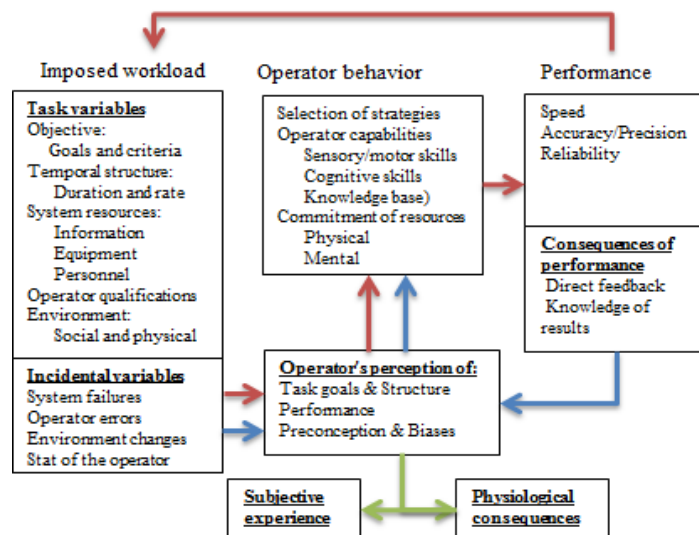 Imposed workload
Task variables
Objective:
Goals and criteria
Temporal structure:
Duration and rate
System resources:
Information
Equipment
Personnel
Operator qualifications
Environment:
Social and physical
Incidental variables
System failures
Operator errors
Environment changes
Stat of the operator
Operator behavior
Selection of strategies
Operator capabilities
Sensory/motor skills
Cognitive skills
Knowledge base)
Commitment of resources
Physical
Mental
Operator's perception of:
Task goals & Structure
Performance
Preconception & Biases
Performance
Speed
Accuracy/Precision
Reliability
Consequences of
performance
Direct feedback
Knowledge of
results
Subjective
experience
Physiological
consequences